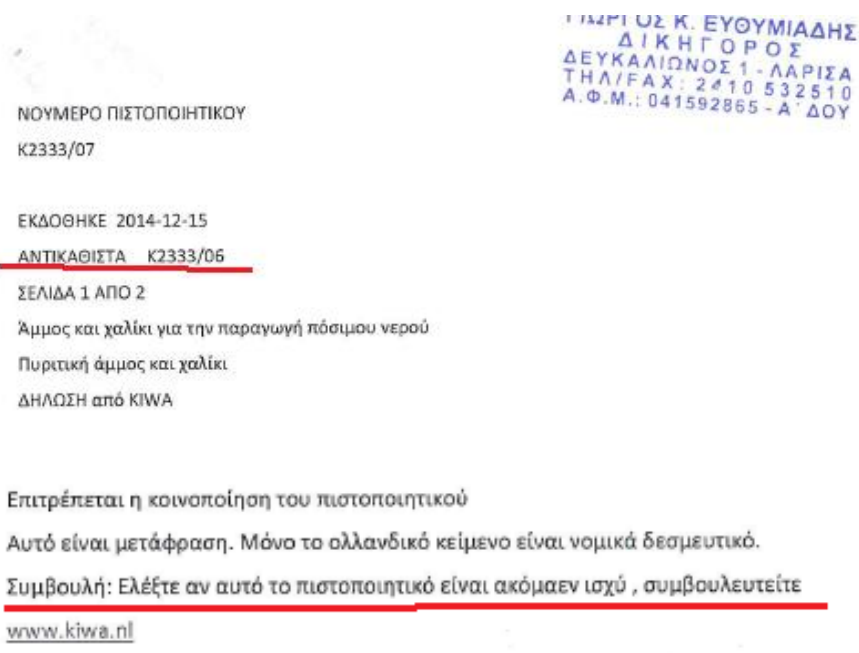 ΓΙΩΡΓΟΣ Κ. ΕΥΘΥΜΙΑΔΗΣ
ΔΙΚΗΓΟΡΟΣ
ΔΕΥΚΑΛΙΩΝΟΣ 1 - ΛΑΡΙΣΑ
ΤΗΛ/FAX: 2410 532510
Α.Φ.Μ.: 041592865 - Α΄ ΔΟΥ
ΝΟΥΜΕΡΟ ΠΙΣΤΟΠΟΙΗΤΙΚΟΥ
Κ2333/07
ΕΚΔΟΘΗΚΕ 2014-12-15
ΑΝΤΙΚΑΘΙΣΤΑ Κ2333/06
ΣΕΛΙΔΑ 1 ΑΠΟ 2
Άμμος και χαλίκι για την παραγωγή πόσιμου νερού
Πυριτική άμμος και χαλίκι
ΔΗΛΩΣΗ από KIWA
Επιτρέπεται η κοινοποίηση του πιστοποιητικού
Αυτό είναι μετάφραση. Μόνο το ολλανδικό κείμενο είναι νομικά δεσμευτικό.
Συμβουλή: Ελέξτε αν αυτό το πιστοποιητικό είναι ακόμαεν ισχύ , συμβουλευτείτε
www.kiwa.nl